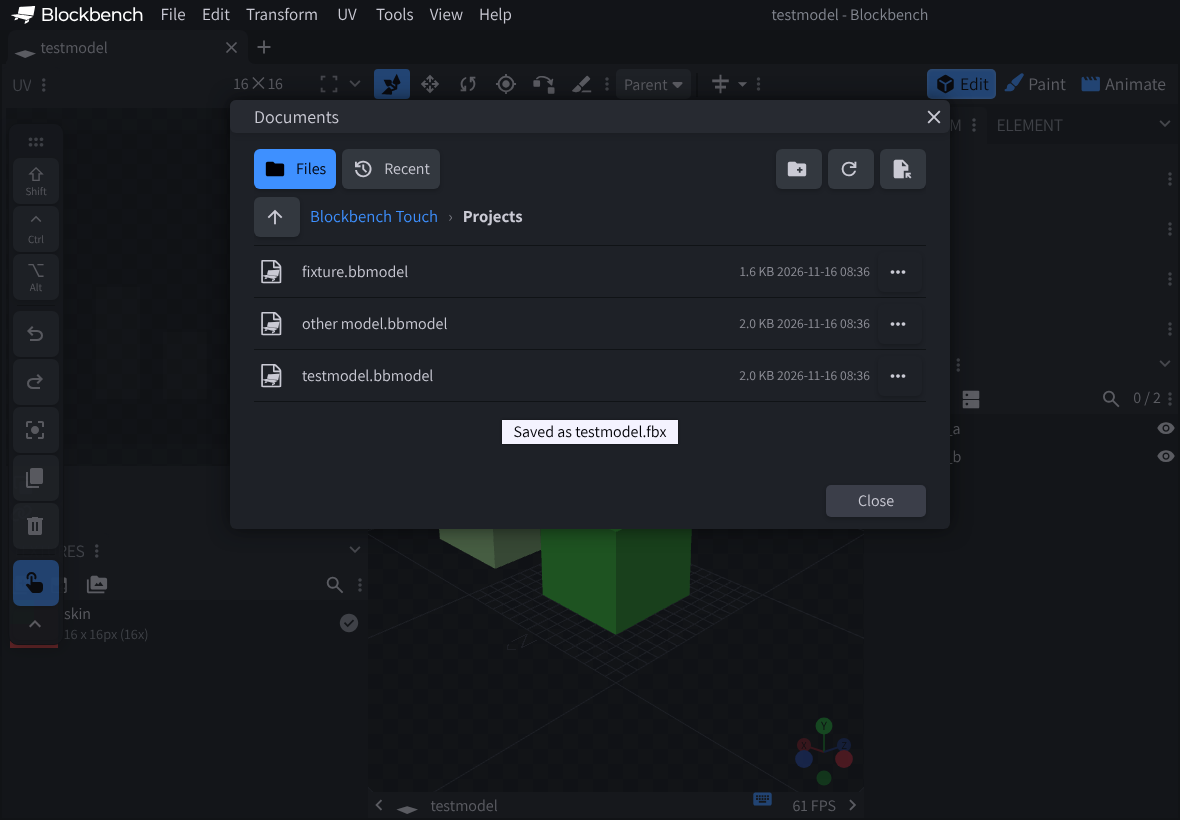 Blockbench File Edit Transform UV Tools View Help testmodel - Blockbench
testmodel
UV 16×16 Parent Edit Paint Animate
Documents
M ELEMENT
Files Recent
Shift
Blockbench Touch › Projects
Ctrl
fixture.bbmodel 1.6 KB 2026-11-16 08:36
Alt
other model.bbmodel 2.0 KB 2026-11-16 08:36
testmodel.bbmodel 2.0 KB 2026-11-16 08:36
0 / 2
_a
Saved as testmodel.fbx
_b
Close
RES
skin
16 x 16px (16x)
Y
testmodel 61 FPS